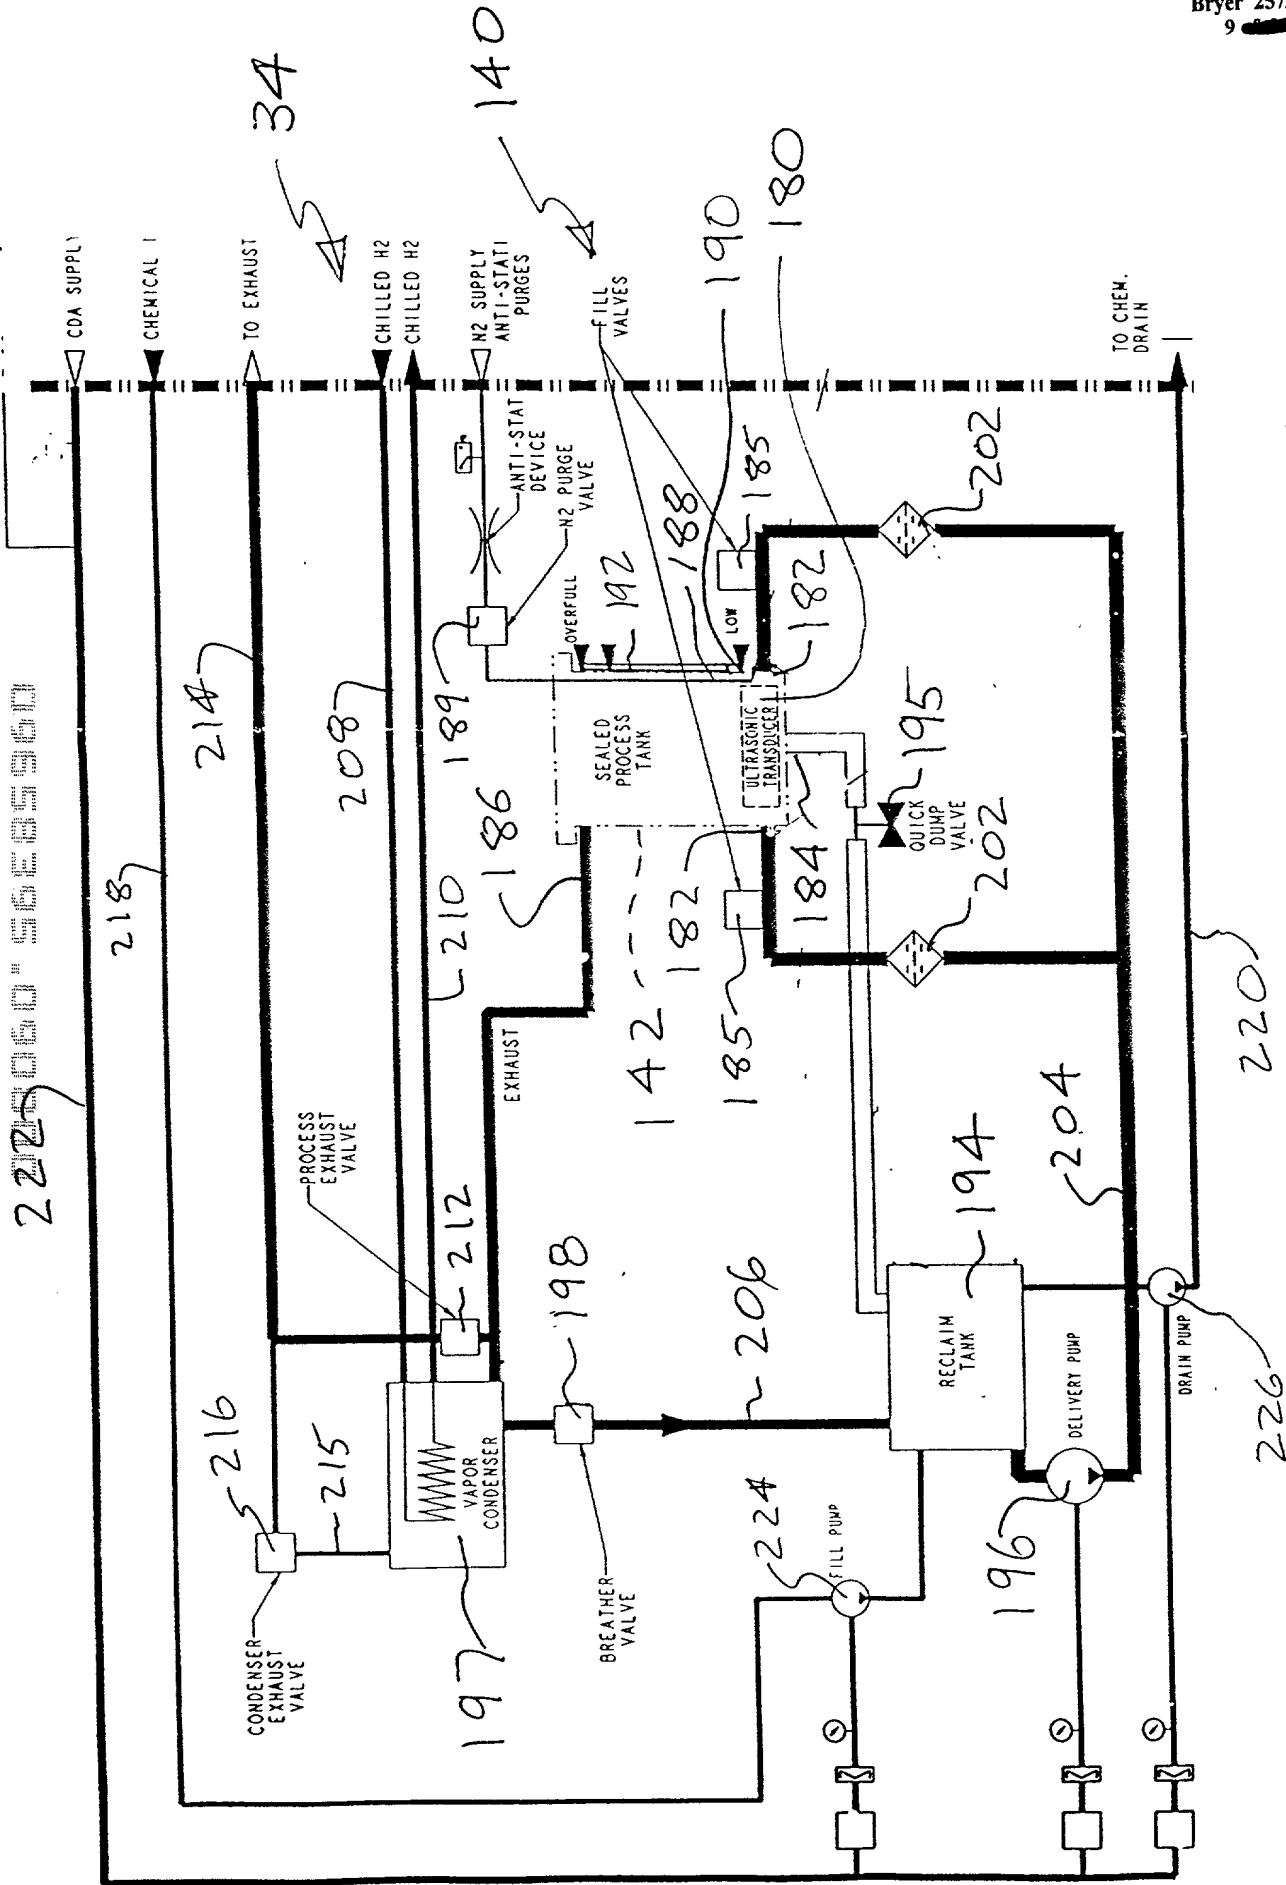 Bryer 257
9
CDA SUPPLY
CHEMICAL I
TO EXHAUST
CHILLED H2
CHILLED H2
N2 SUPPLY
ANTI-STATI
PURGES
FILL
VALVES
TO CHEM.
DRAIN
34
140
190
180
ANTI-STAT
DEVICE
N2 PURGE
VALVE
185
202
188
192
OVERFULL
LOW
182
189
214
208
210
186
SEALED
PROCESS
TANK
ULTRASONIC
TRANSDUCER
195
QUICK
DUMP
VALVE
202
184
182
142
185
218
222
EXHAUST
220
204
194
PROCESS
EXHAUST
VALVE
212
198
206
RECLAIM
TANK
DELIVERY PUMP
DRAIN PUMP
226
216
215
VAPOR
CONDENSER
224
FILL PUMP
196
197
BREATHER
VALVE
CONDENSER
EXHAUST
VALVE